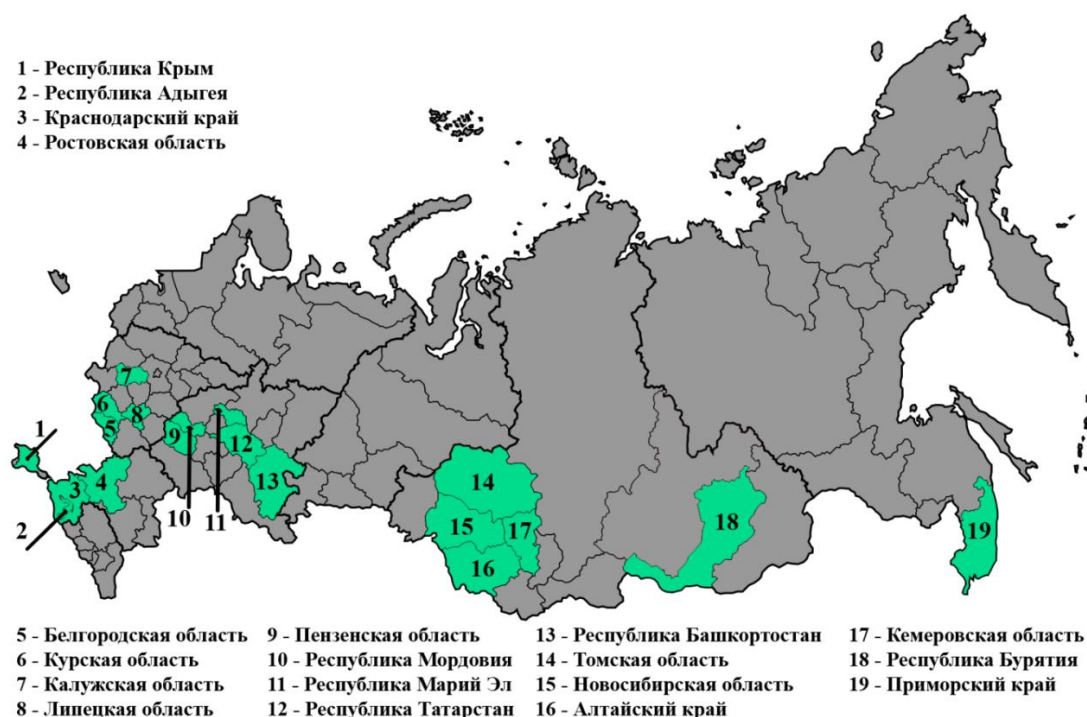 1 - Республика Крым
2 - Республика Адыгея
3 - Краснодарский край
4 - Ростовская область
1
2
3
4
5
6
7
8
9
10
11
12
13
14
15
16
17
18
19
5 - Белгородская область 9 - Пензенская область 13 - Республика Башкортостан 17 - Кемеровская область
6 - Курская область 10 - Республика Мордовия 14 - Томская область 18 - Республика Бурятия
7 - Калужская область 11 - Республика Марий Эл 15 - Новосибирская область 19 - Приморский край
8 - Липецкая область 12 - Республика Татарстан 16 - Алтайский край